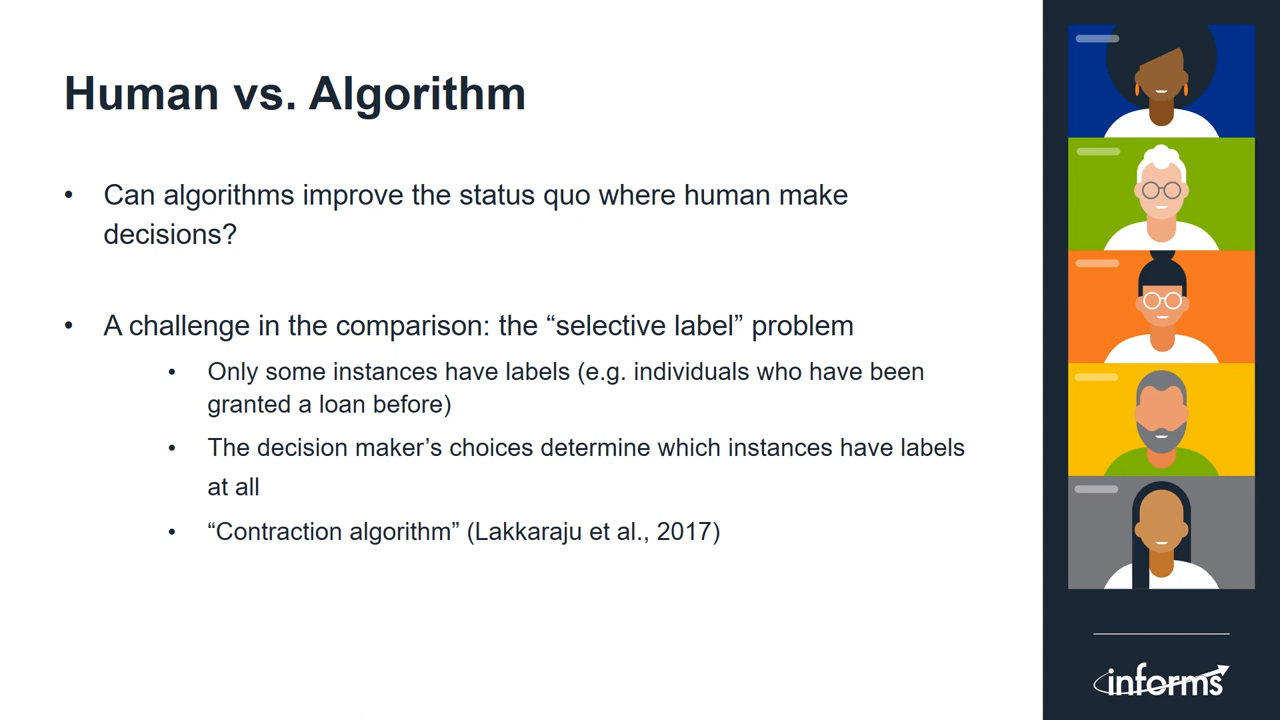 Human vs. Algorithm
• Can algorithms improve the status quo where human make
decisions?
• A challenge in the comparison: the “selective label” problem
• Only some instances have labels (e.g. individuals who have been
granted a loan before)
• The decision maker’s choices determine which instances have labels
at all
• “Contraction algorithm” (Lakkaraju et al., 2017)
informs